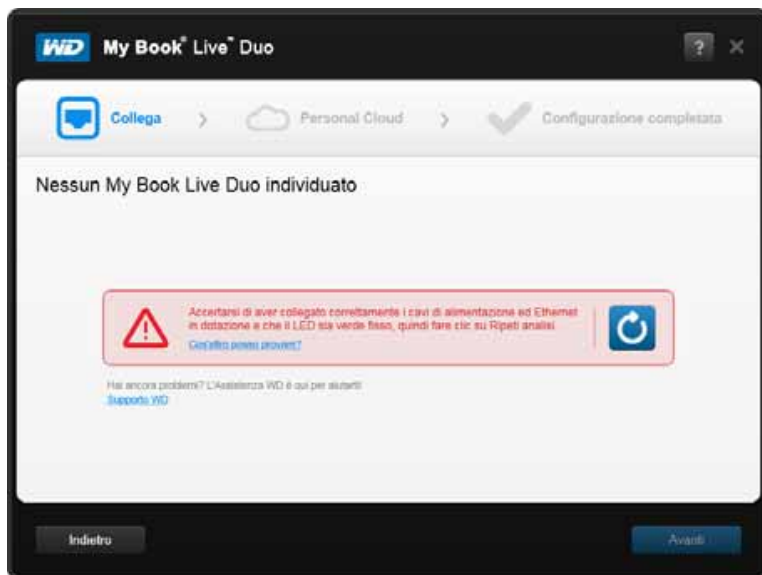 WD My Book® Live™ Duo ?
Collega > Personal Cloud > Configurazione completata
Nessun My Book Live Duo individuato
Accertarsi di aver collegato correttamente i cavi di alimentazione ed Ethernet
in dotazione e che il LED sia verde fisso, quindi fare clic su Ripeti analisi.
Cos'altro posso provare?
Hai ancora problemi? L'Assistenza WD è qui per aiutarti!
Supporto WD
Indietro
Avanti